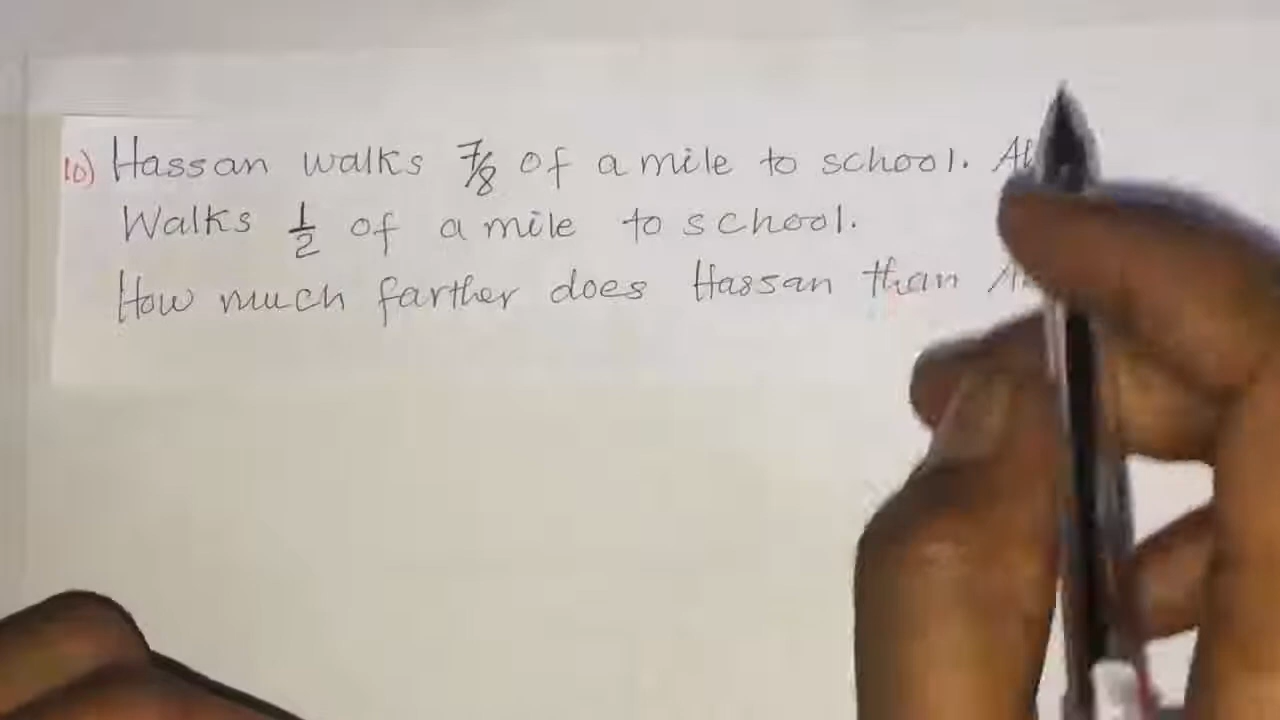 10) Hassan walks 7/8 of a mile to school.
Walks 1/2 of a mile to school.
How much farther does Hassan than